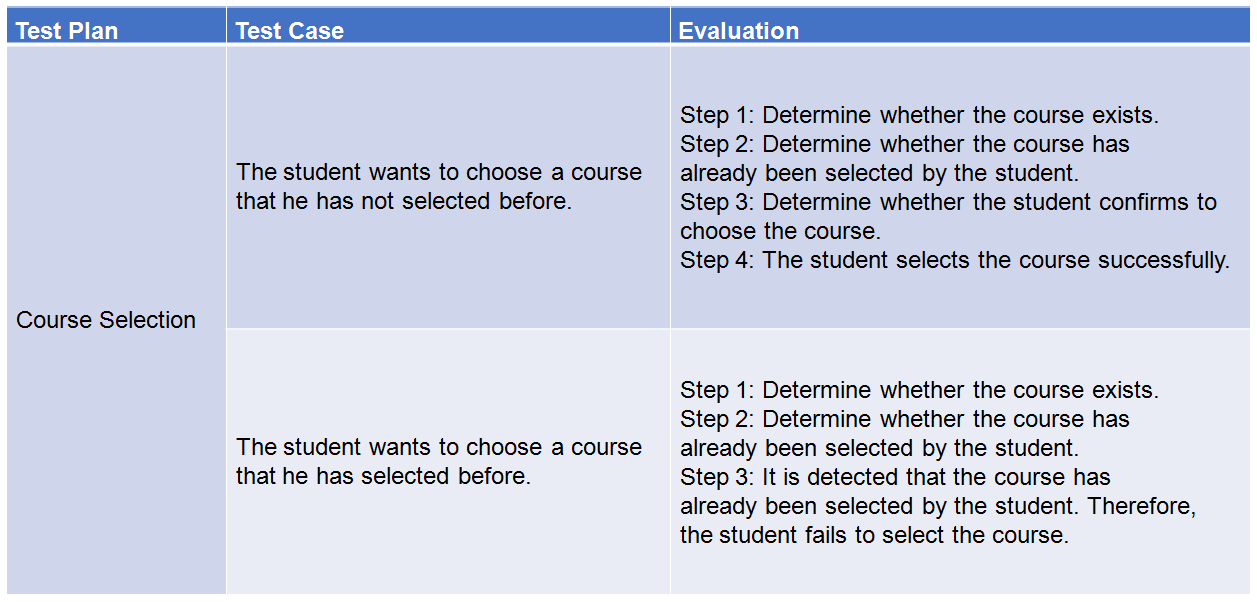 Test Plan
Test Case
Evaluation
Course Selection
The student wants to choose a course
that he has not selected before.
Step 1: Determine whether the course exists.
Step 2: Determine whether the course has
already been selected by the student.
Step 3: Determine whether the student confirms to
choose the course.
Step 4: The student selects the course successfully.
The student wants to choose a course
that he has selected before.
Step 1: Determine whether the course exists.
Step 2: Determine whether the course has
already been selected by the student.
Step 3: It is detected that the course has
already been selected by the student. Therefore,
the student fails to select the course.